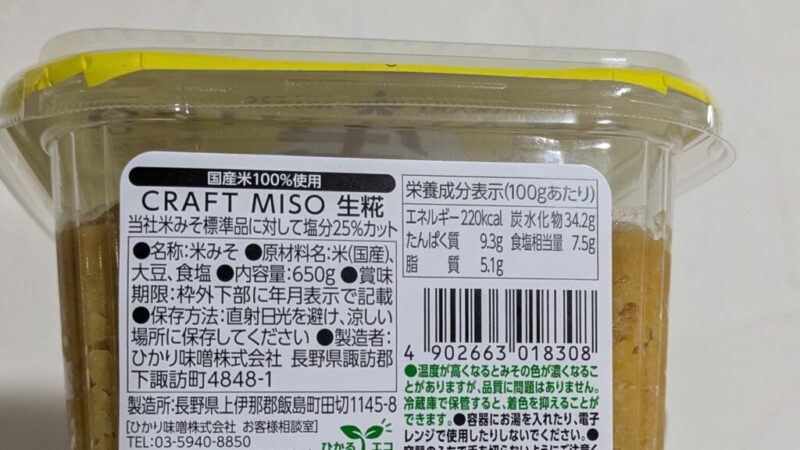 国産米100%使用
CRAFT MISO 生糀
当社米みそ標準品に対して塩分25%カット
●名称:米みそ ●原材料名:米(国産)、
大豆、食塩 ●内容量:650g ●賞味
期限:枠外下部に年月表示で記載
●保存方法:直射日光を避け、涼しい
場所に保存してください ●製造者:
ひかり味噌株式会社 長野県諏訪郡
下諏訪町4848-1
製造所:長野県上伊那郡飯島町田切1145-8
[ひかり味噌株式会社 お客様相談室]
TEL:03-5940-8850
ひかる エコ
栄養成分表示(100gあたり)
エネルギー220kcal 炭水化物34.2g
たんぱく質 9.3g 食塩相当量 7.5g
脂質 5.1g
4 902663 018308
●温度が高くなるとみその色が濃くなるこ
とがありますが、品質に問題はありません。
冷蔵庫で保管すると、着色を抑えることが
できます。●容器にお湯を入れたり、電子
レンジで使用したりしないでください。●